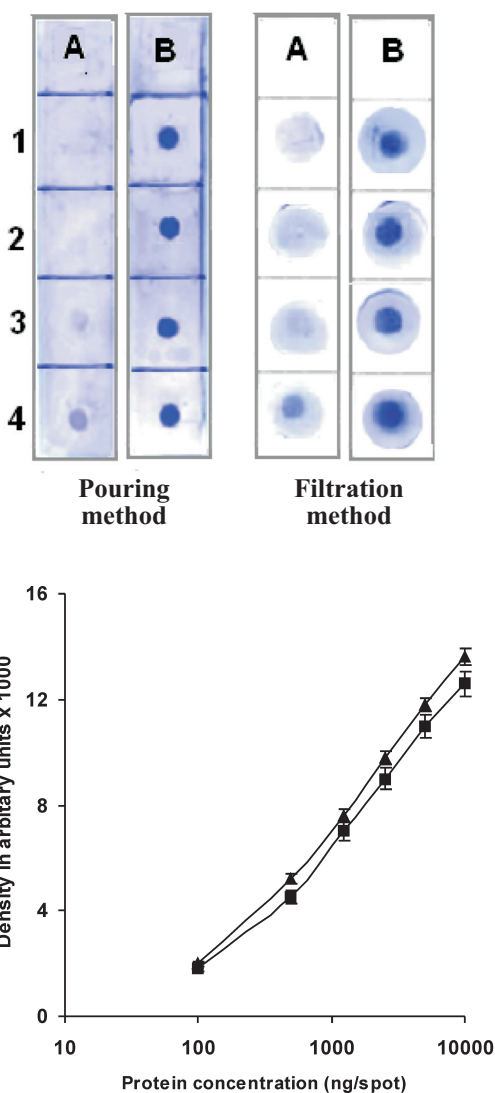 A B A B
1
2
3
4
Pouring
method
Filtration
method
16
12
8
4
0
10 100 1000 10000
Density in arbitary units x 1000
Protein concentration (ng/spot)